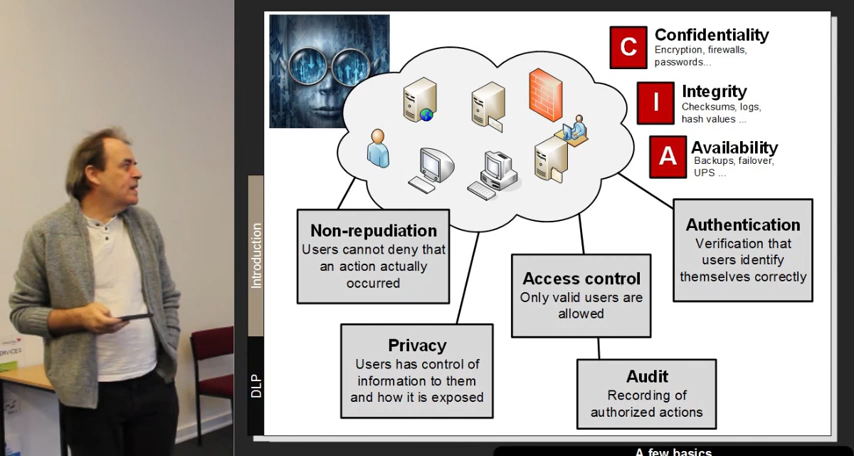 C
Confidentiality
Encryption, firewalls,
passwords...
I
Integrity
Checksums, logs,
hash values ...
A
Availability
Backups, failover,
UPS ...
Non-repudiation
Users cannot deny that
an action actually
occurred
Authentication
Verification that
users identify
themselves correctly
Access control
Only valid users are
allowed
Privacy
Users has control of
information to them
and how it is exposed
Audit
Recording of
authorized actions
Introduction
DLP
A few basics